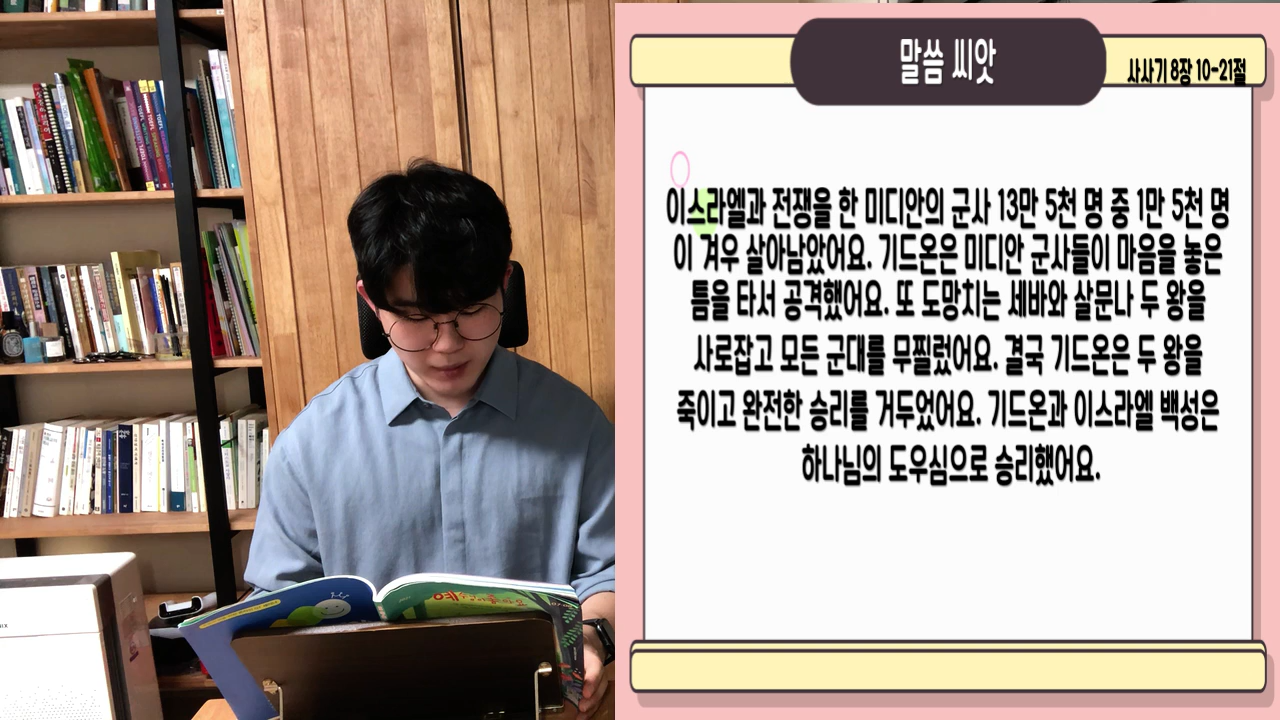 말씀 씨앗
사사기 8장 10-21절
이스라엘과 전쟁을 한 미디안의 군사 13만 5천 명 중 1만 5천 명
이 겨우 살아남았어요. 기드온은 미디안 군사들이 마음을 놓은
틈을 타서 공격했어요. 또 도망치는 세바와 살문나 두 왕을
사로잡고 모든 군대를 무찔렀어요. 결국 기드온은 두 왕을
죽이고 완전한 승리를 거두었어요. 기드온과 이스라엘 백성은
하나님의 도우심으로 승리했어요.